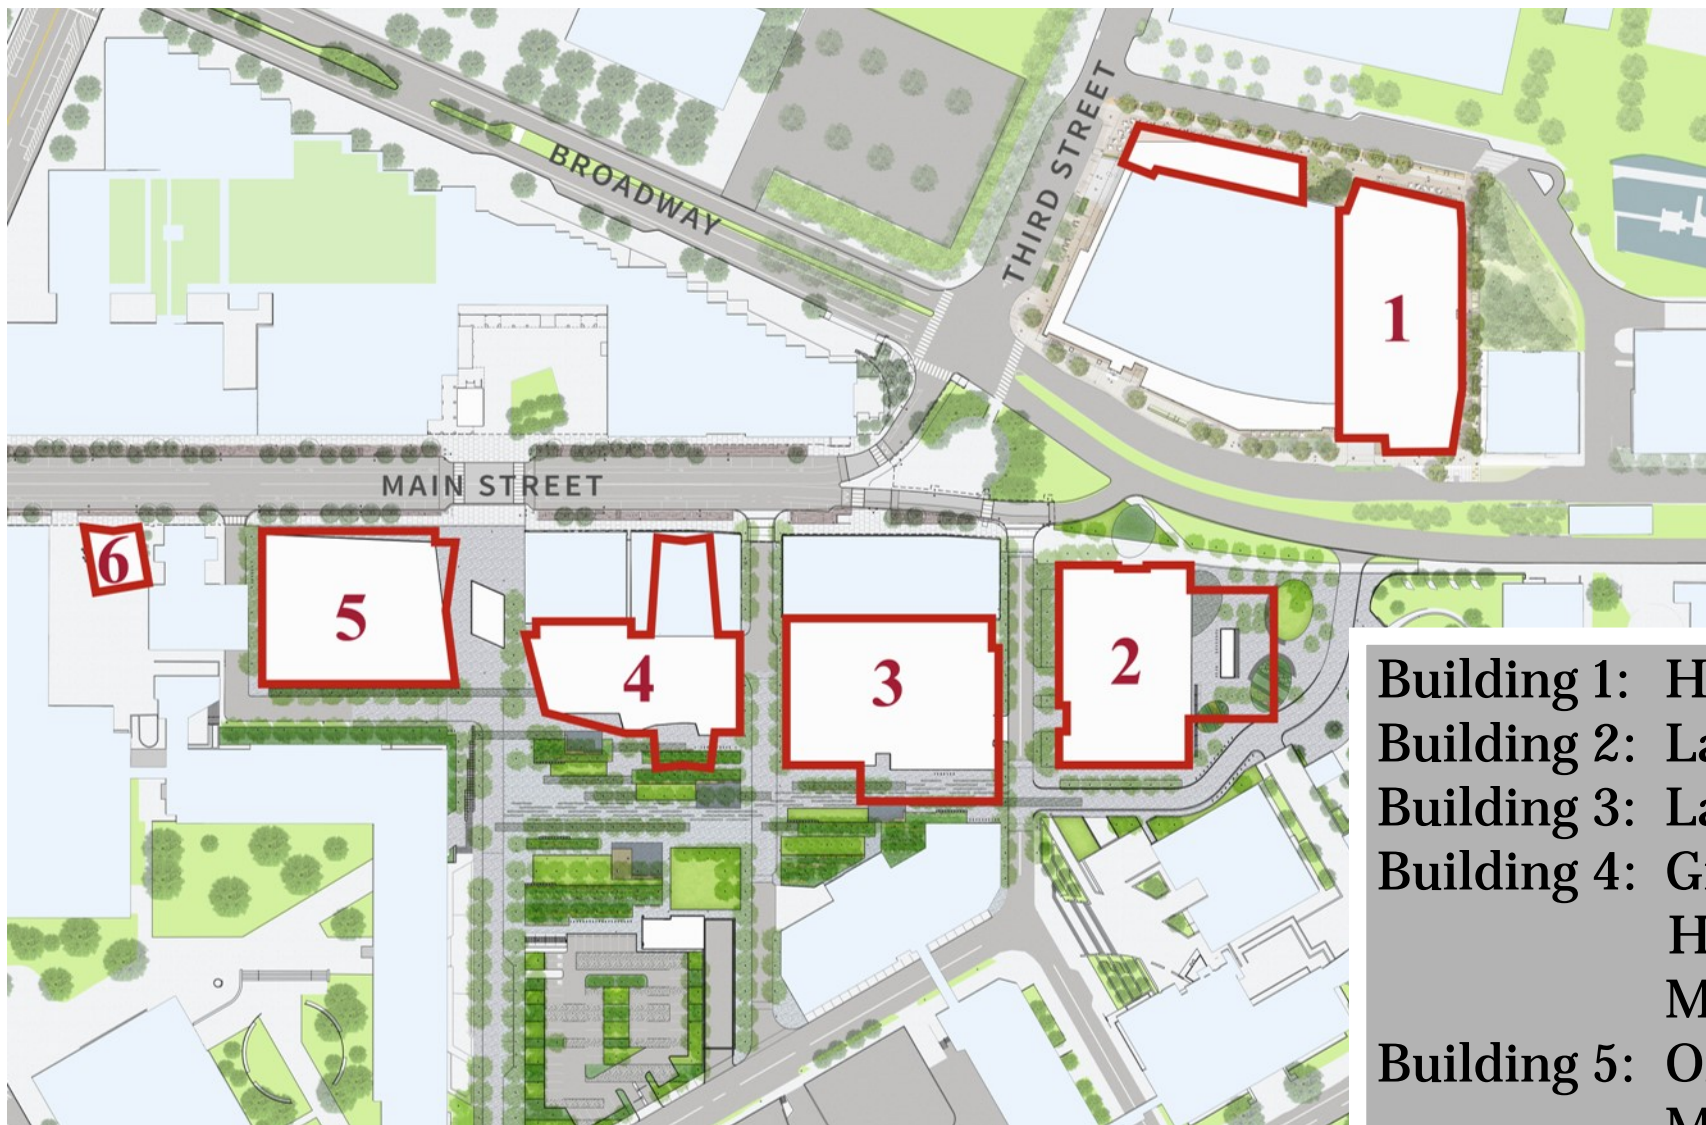 BROADWAY
THIRD STREET
1
MAIN STREET
6
5
4
3
2
Building 1:
Building 2:
Building 3:
Building 4:
Building 5: